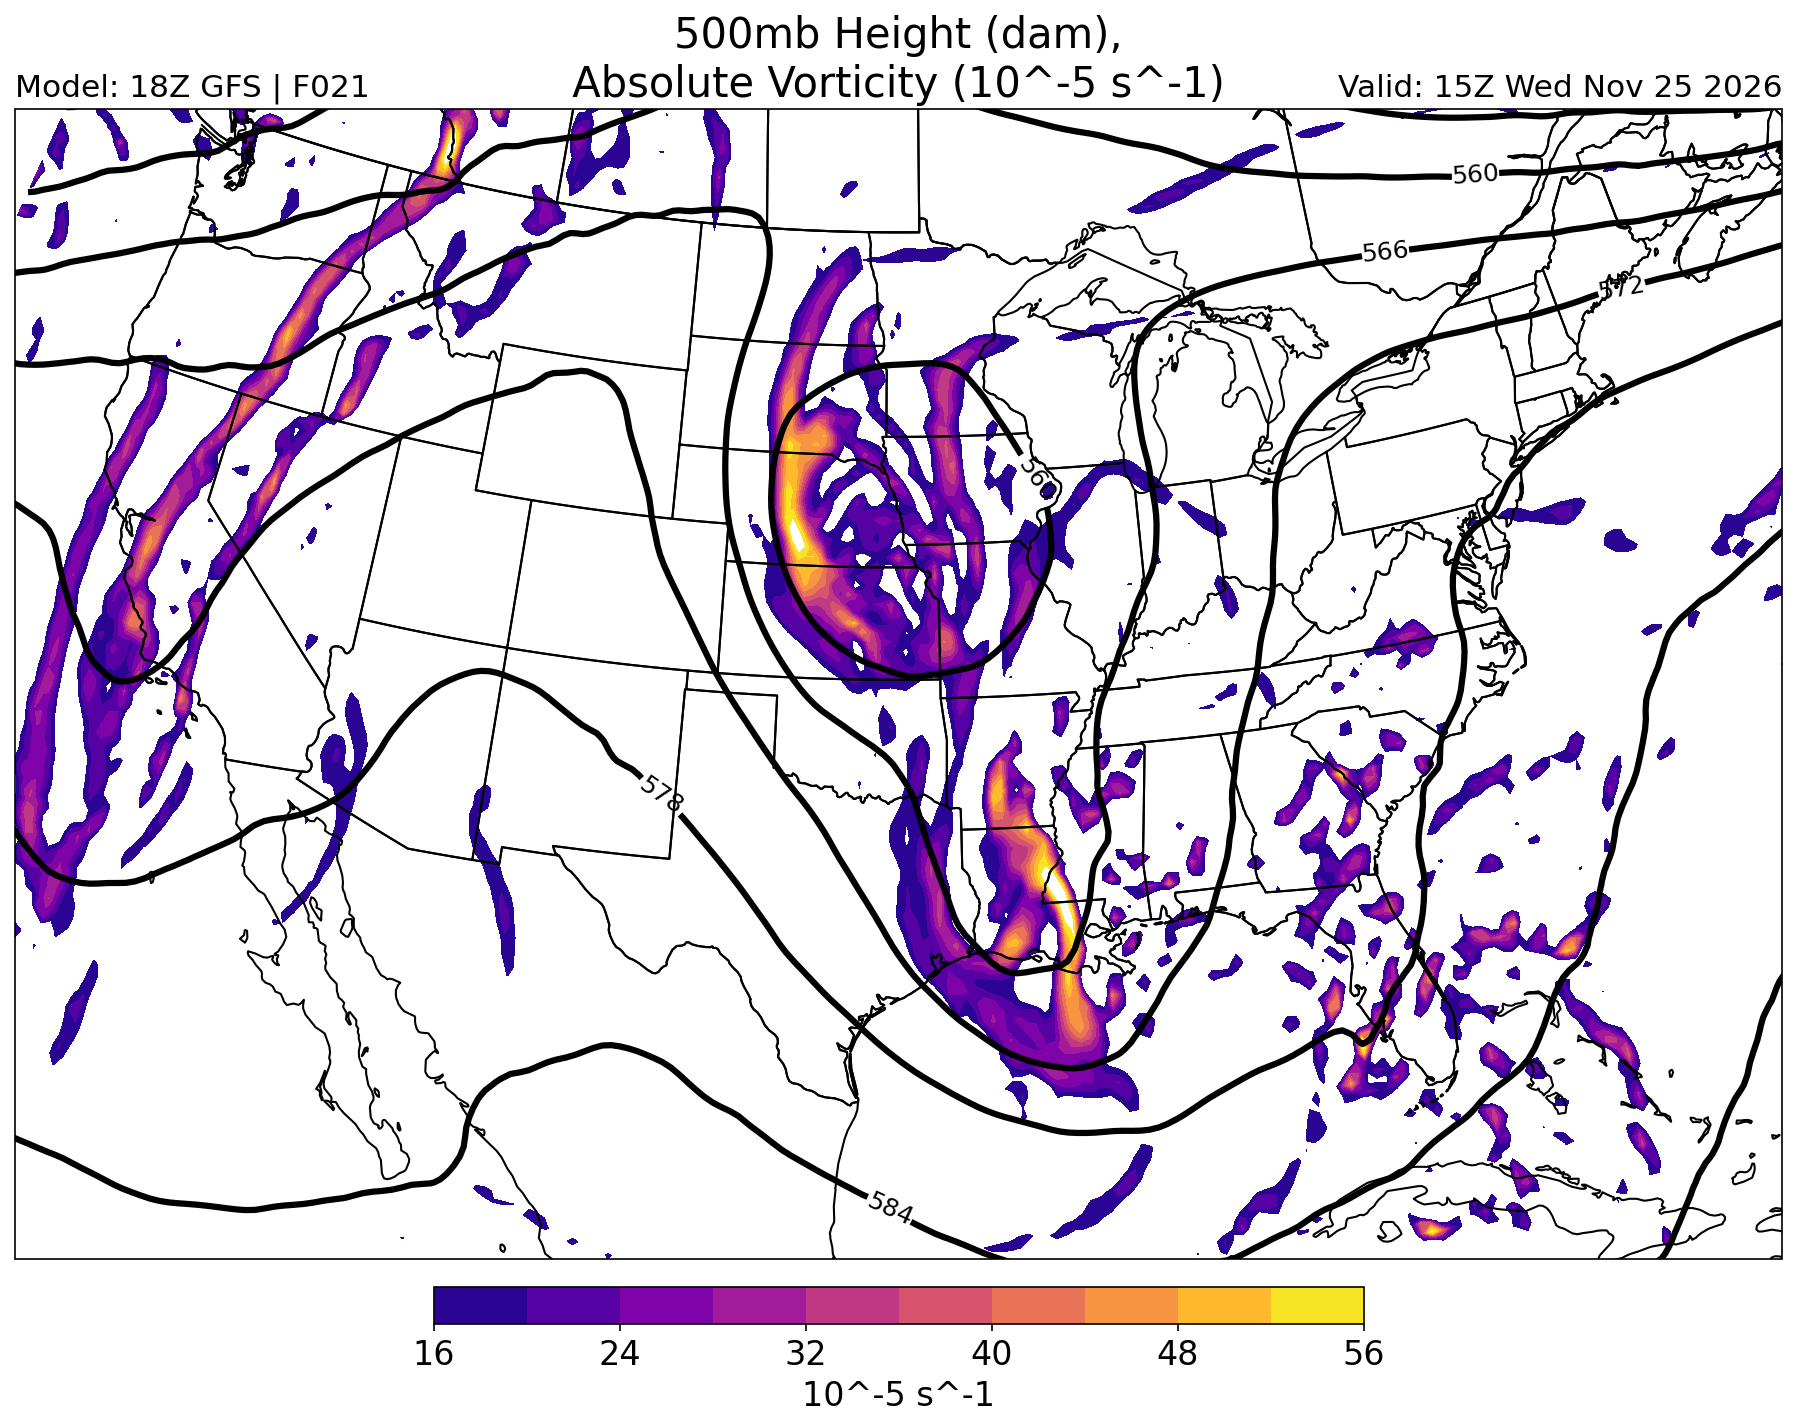 500mb Height (dam),
Absolute Vorticity (10^-5 s^-1)
Model: 18Z GFS | F021
Valid: 15Z Wed Nov 25 2026
560
566
572
578
584
16 24 32 40 48 56
10^-5 s^-1